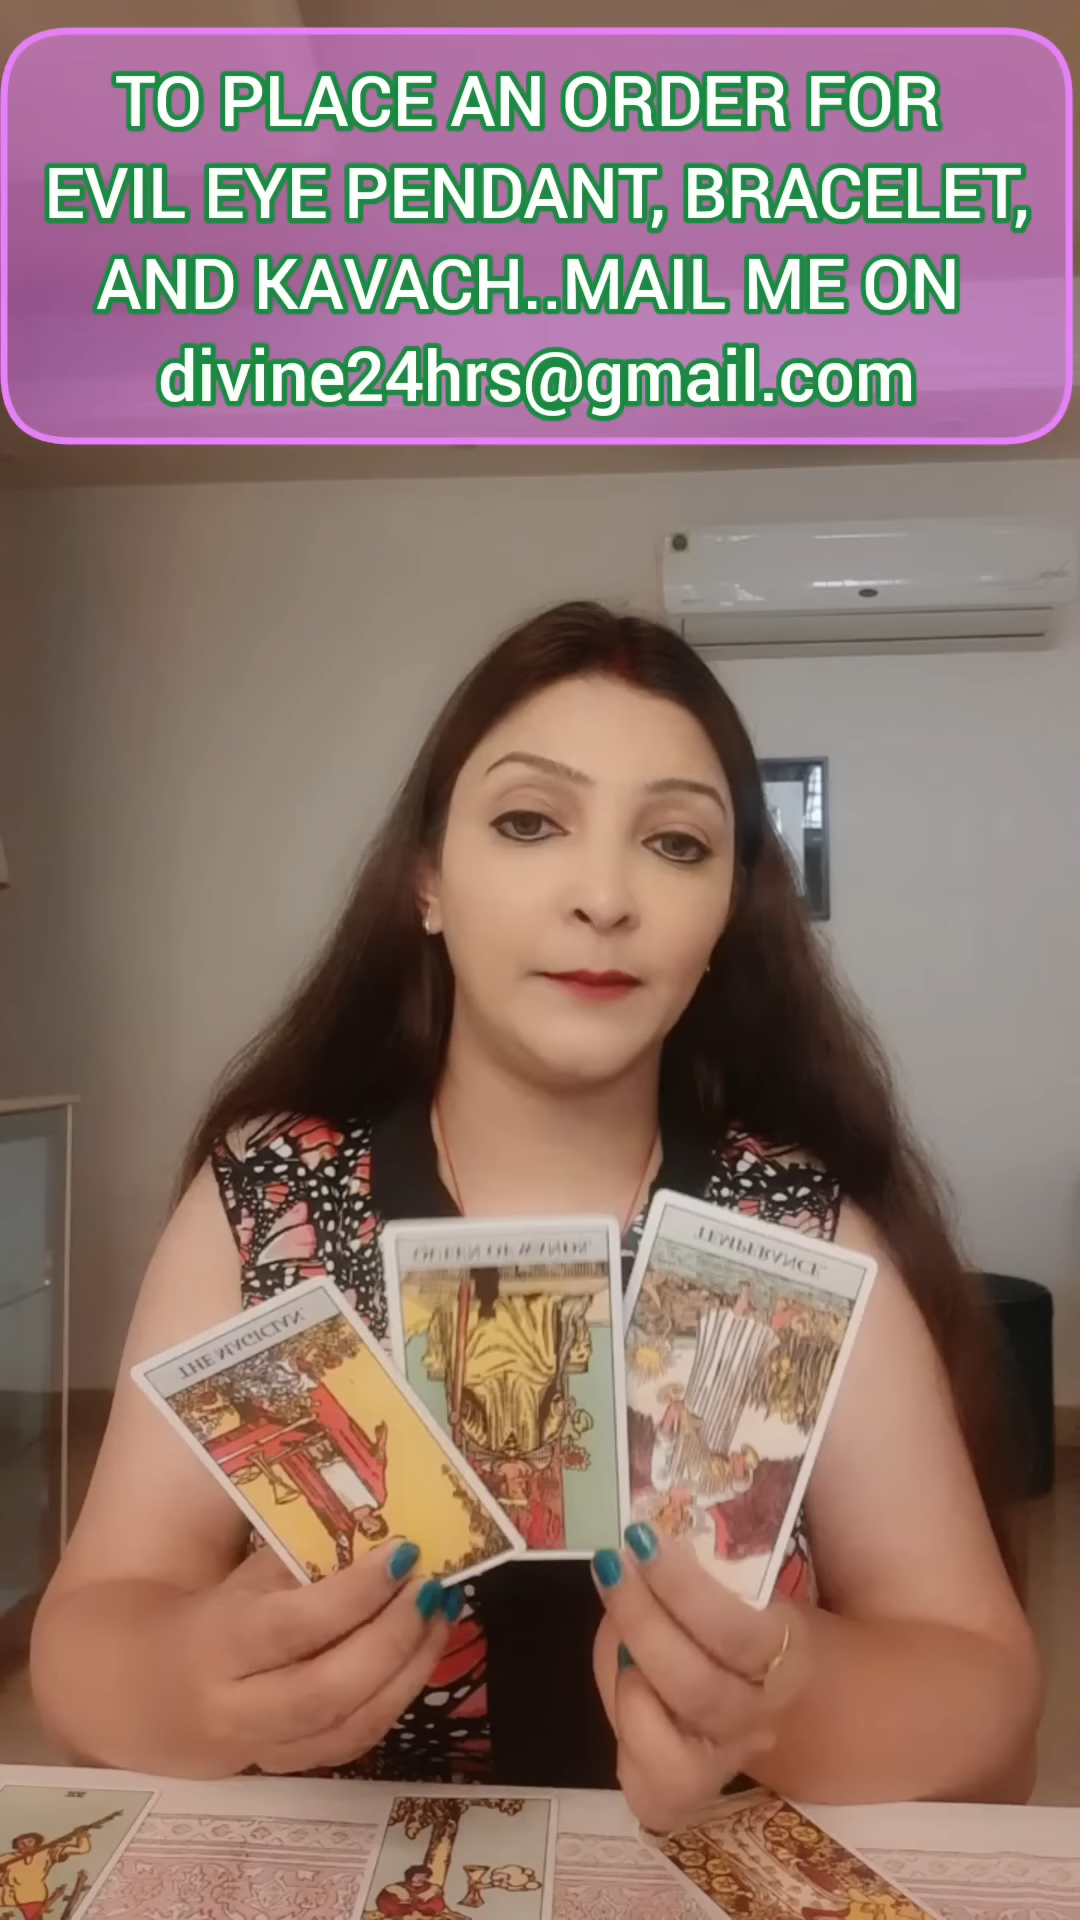 TO PLACE AN ORDER FOR
EVIL EYE PENDANT, BRACELET,
AND KAVACH..MAIL ME ON
divine24hrs@gmail.com
THE MAGICIAN
QUEEN OF WANDS
TEMPERANCE
VII